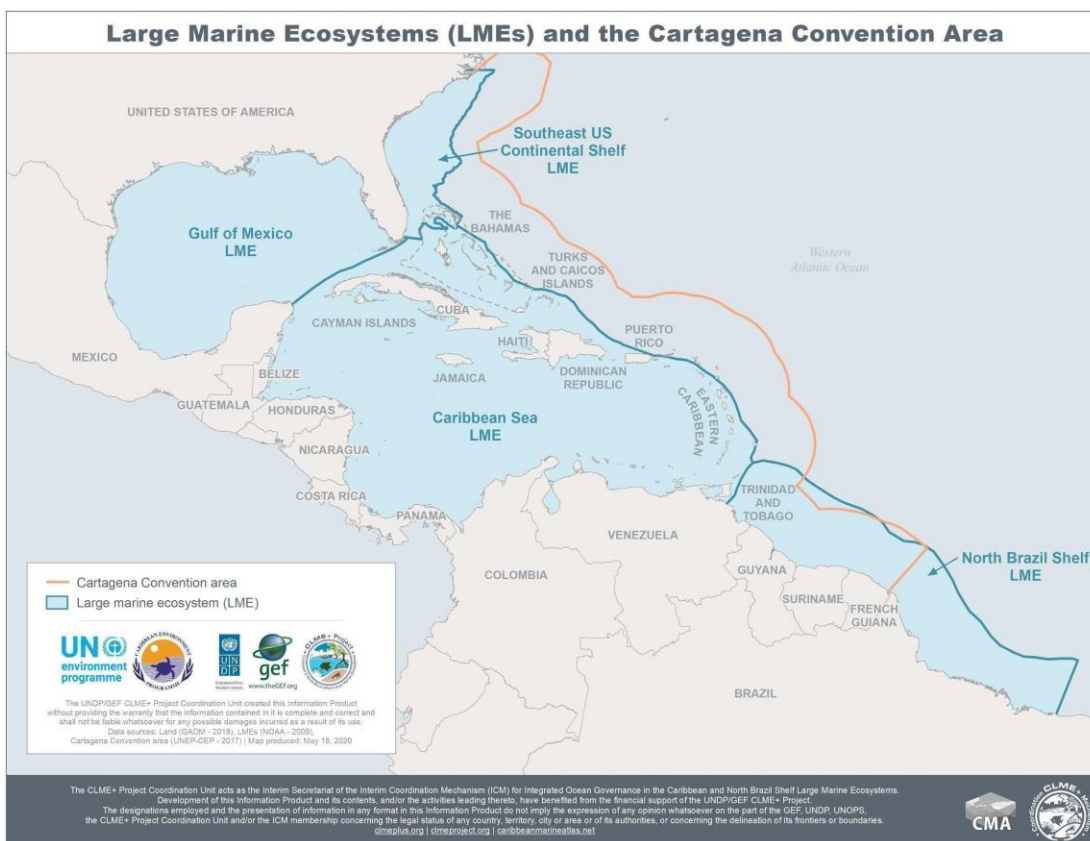 Large Marine Ecosystems (LMEs) and the Cartagena Convention Area
UNITED STATES OF AMERICA
Southeast US
Continental Shelf
LME
Gulf of Mexico
LME
THE
BAHAMAS
Western
Atlantic Ocean
TURKS
AND CAICOS
ISLANDS
CUBA
CAYMAN ISLANDS
PUERTO
RICO
HAITI
MEXICO
BELIZE
JAMAICA
DOMINICAN
REPUBLIC
GUATEMALA
HONDURAS
Caribbean Sea
LME
EASTERN
CARIBBEAN
NICARAGUA
COSTA RICA
TRINIDAD
AND
TOBAGO
PANAMA
VENEZUELA
North Brazil Shelf
LME
COLOMBIA
GUYANA
SURINAME
FRENCH
GUIANA
BRAZIL
Cartagena Convention area
Large marine ecosystem (LME)
UN
environment
programme
CARIBBEAN ENVIRONMENT
PROGRAMME
UN
DP
gef
www.theGEF.org
CLME+ Project
The UNDP/GEF CLME+ Project Coordination Unit created this Information Product
without providing the warranty that the information contained in it is complete and correct and
shall not be liable whatsoever for any possible damages incurred as a result of its use.
Data sources: Land (GADM - 2018), LMEs (NOAA - 2009),
Cartagena Convention area (UNEP-CEP - 2017) | Map produced: May 18, 2020
The CLME+ Project Coordination Unit acts as the Interim Secretariat of the Interim Coordination Mechanism (ICM) for Integrated Ocean Governance in the Caribbean and North Brazil Shelf Large Marine Ecosystems.
Development of this Information Product and its contents, and/or the activities leading thereto, have benefited from the financial support of the UNDP/GEF CLME+ Project.
The designations employed and the presentation of information in any format in this Information Product do not imply the expression of any opinion whatsoever on the part of the GEF, UNDP, UNOPS,
the CLME+ Project Coordination Unit and/or the ICM membership concerning the legal status of any country, territory, city or area or of its authorities, or concerning the delineation of its frontiers or boundaries.
clmeplus.org | clmeproject.org | caribbeanmarineatlas.net
CMA